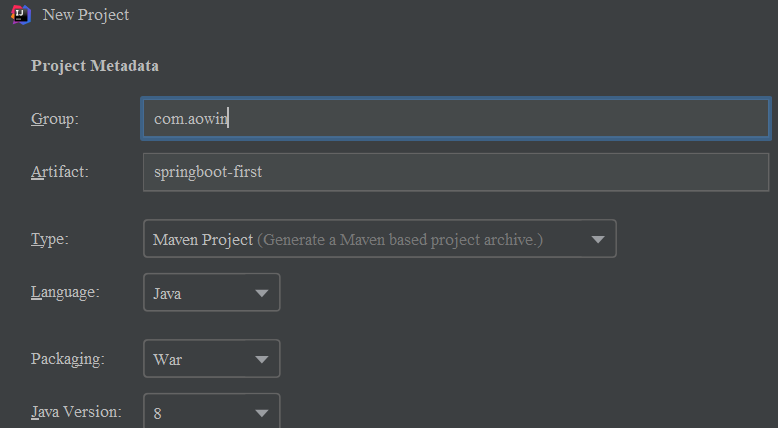 New Project
Project Metadata
Group: com.aowin
Artifact: springboot-first
Type: Maven Project (Generate a Maven based project archive.)
Language: Java
Packaging: War
Java Version: 8